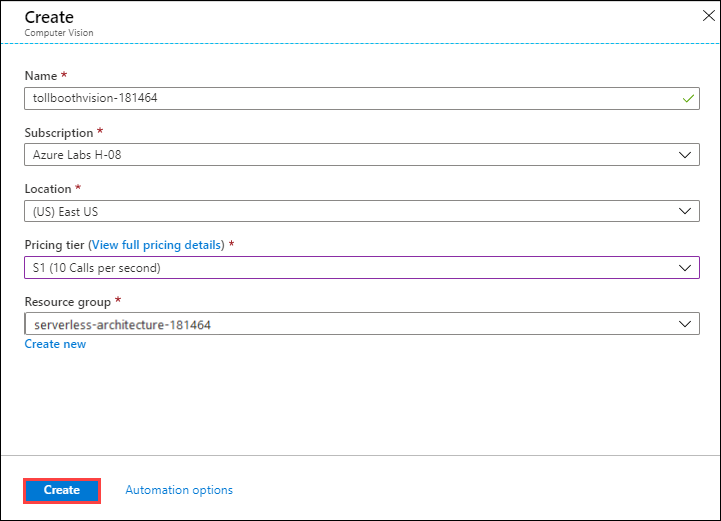 Create
Computer Vision
Name *
tollboothvision-181464
Subscription *
Azure Labs H-08
Location *
(US) East US
Pricing tier (View full pricing details) *
S1 (10 Calls per second)
Resource group *
serverless-architecture-181464
Create new
Create Automation options